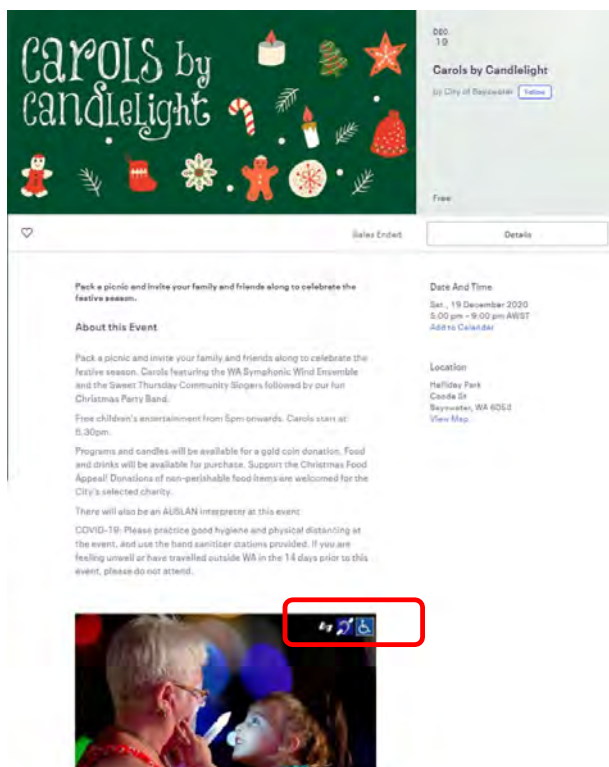 CAROLS by
CANDLELIGHT
DEC.
19
Carols by Candlelight
by City of Bayswater Follow
Free
Sales Ended
Details
Pack a picnic and invite your family and friends along to celebrate the
festive season.
About this Event
Pack a picnic and invite your family and friends along to celebrate the
festive season. Carols featuring the WA Symphonic Wind Ensemble
and the Sweet Thursday Community Singers followed by our fun
Christmas Party Band.
Free children's entertainment from 5pm onwards. Carols start at
6.30pm.
Programs and candles will be available for a gold coin donation. Food
and drinks will be available for purchase. Support the Christmas Food
Appeal! Donations of non-perishable food items are welcomed for the
City's selected charity.
There will also be an AUSLAN interpreter at this event.
COVID-19: Please practice good hygiene and physical distancing at
the event, and use the hand sanitiser stations provided. If you are
feeling unwell or have travelled outside WA in the 14 days prior to this
event, please do not attend.
Date And Time
Sat., 19 December 2020
5:00 pm – 9:00 pm AWST
Add to Calendar
Location
Halliday Park
Coode St
Bayswater, WA 6053
View Map